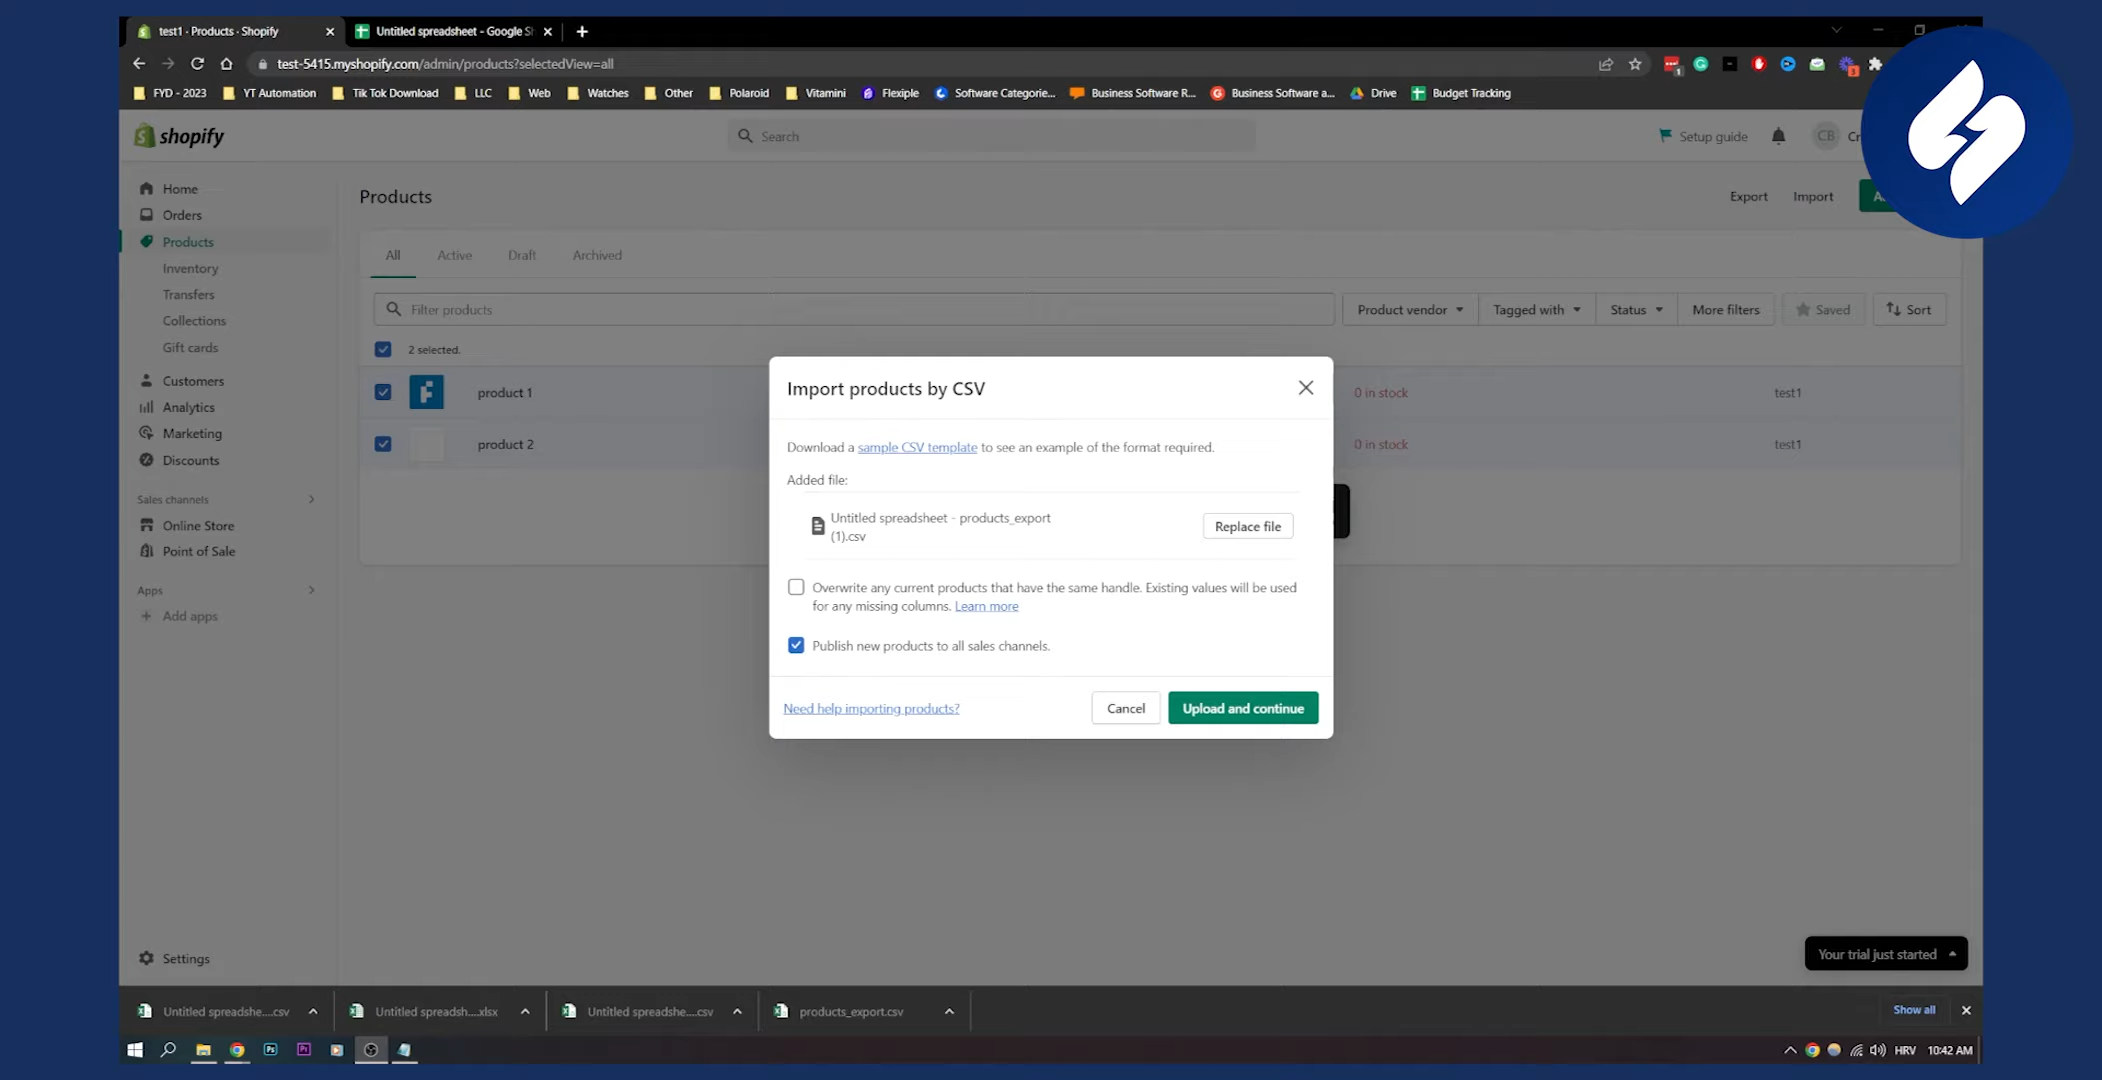 test1 · Products · Shopify
Untitled spreadsheet - Google Sh
test-5415.myshopify.com/admin/products?selectedView=all
FYD - 2023
YT Automation
Tik Tok Download
LLC
Web
Watches
Other
Polaroid
Vitamini
Flexiple
Software Categorie...
Business Software R...
Business Software a...
Drive
Budget Tracking
shopify
Search
Setup guide
CB
Cr
Home
Orders
Products
Inventory
Transfers
Collections
Gift cards
Customers
Analytics
Marketing
Discounts
Sales channels
Online Store
Point of Sale
Apps
Add apps
Settings
Products
Export
Import
All
Active
Draft
Archived
Filter products
Product vendor
Tagged with
Status
More filters
Saved
Sort
2 selected.
product 1
0 in stock
test1
product 2
0 in stock
test1
Import products by CSV
Download a sample CSV template to see an example of the format required.
Added file:
Untitled spreadsheet - products_export
(1).csv
Replace file
Overwrite any current products that have the same handle. Existing values will be used
for any missing columns. Learn more
Publish new products to all sales channels.
Need help importing products?
Cancel
Upload and continue
Your trial just started
Untitled spreadshe....csv
Untitled spreadsh....xlsx
Untitled spreadshe....csv
products_export.csv
Show all
HRV
10:42 AM